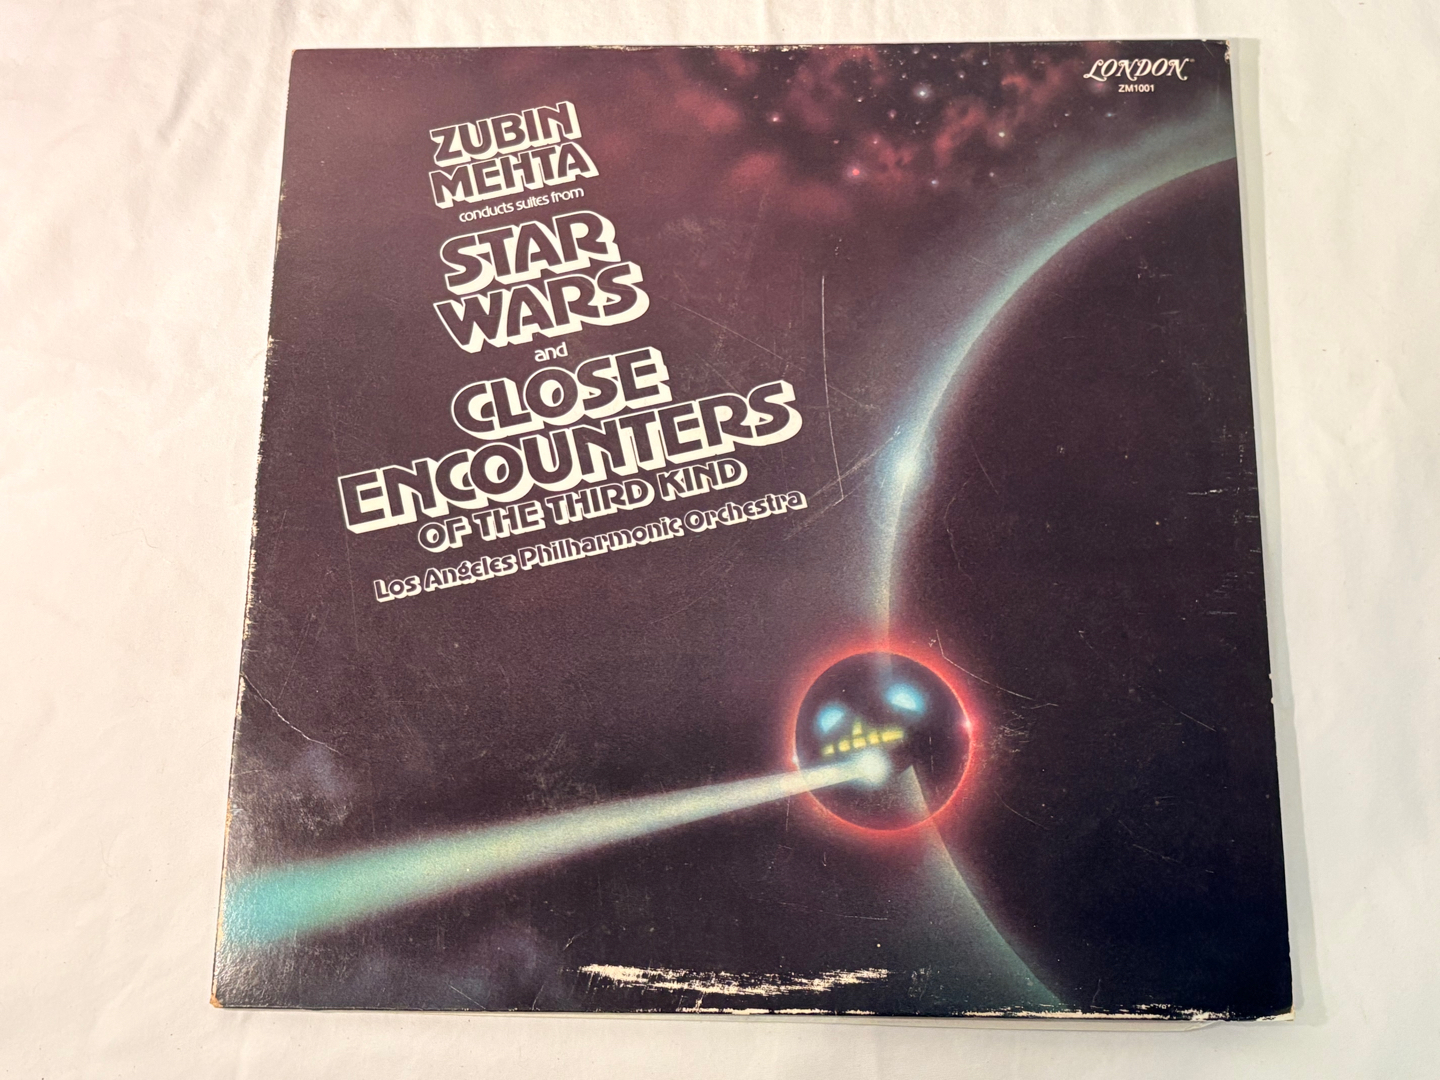 LONDON
ZM1001
ZUBIN
MEHTA
conducts suites from
STAR
WARS
and
CLOSE
ENCOUNTERS
OF THE THIRD KIND
Los Angeles Philharmonic Orchestra